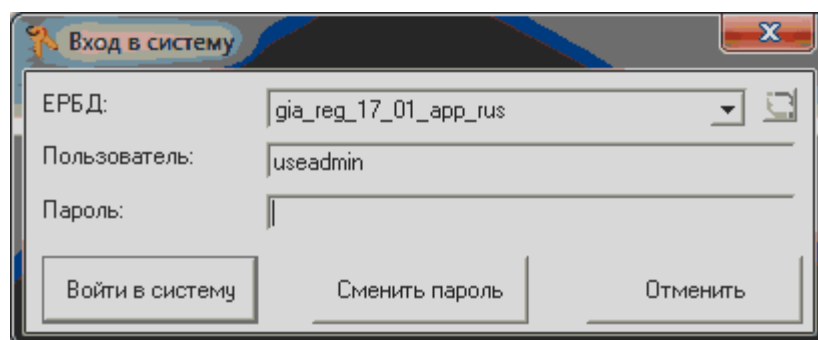 Вход в систему
ЕРБД: gia_reg_17_01_app_rus
Пользователь: useadmin
Пароль:
Войти в систему Сменить пароль Отменить